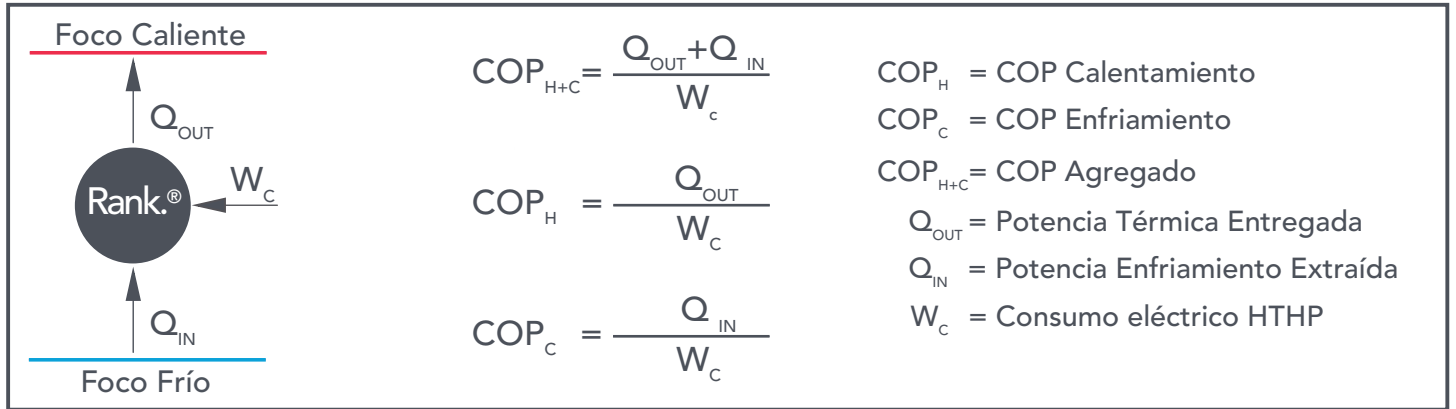 Foco Caliente
Q_OUT
Rank.®
W_C
Q_IN
Foco Frío
COP_H+C = Q_OUT+Q_IN / W_c
COP_H = Q_OUT / W_C
COP_C = Q_IN / W_C
COP_H = COP Calentamiento
COP_C = COP Enfriamiento
COP_H+C = COP Agregado
Q_OUT = Potencia Térmica Entregada
Q_IN = Potencia Enfriamiento Extraída
W_C = Consumo eléctrico HTHP